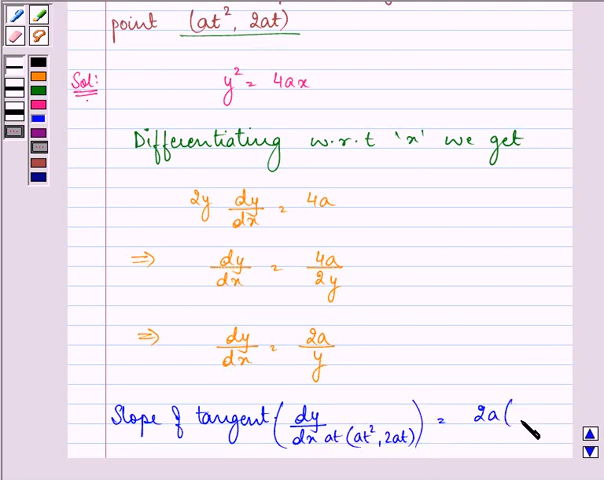 point (at², 2at)
Sol:
y² = 4ax
Differentiating w.r.t 'x' we get
2y dy/dx = 4a
⇒ dy/dx = 4a/2y
⇒ dy/dx = 2a/y
Slope of tangent (dy/dx at (at², 2at)) = 2a(